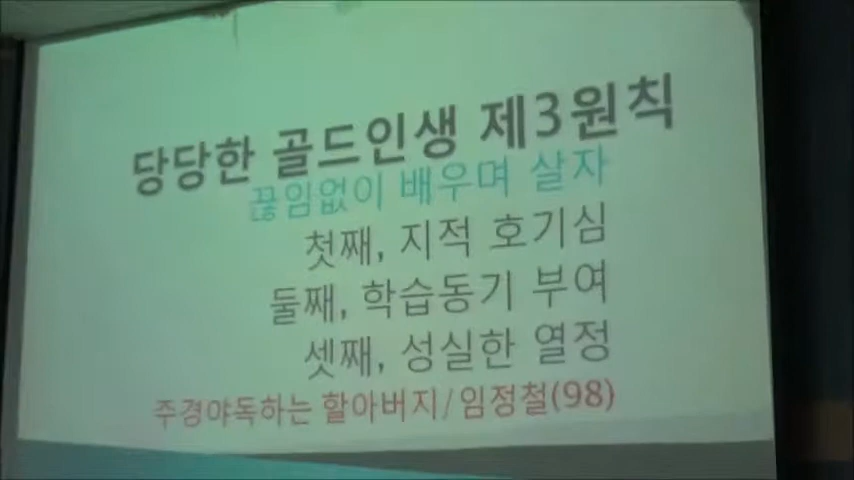 당당한 골드인생 제3원칙
끊임없이 배우며 살자
첫째, 지적 호기심
둘째, 학습동기 부여
셋째, 성실한 열정
주경야독하는 할아버지/임정철(98)